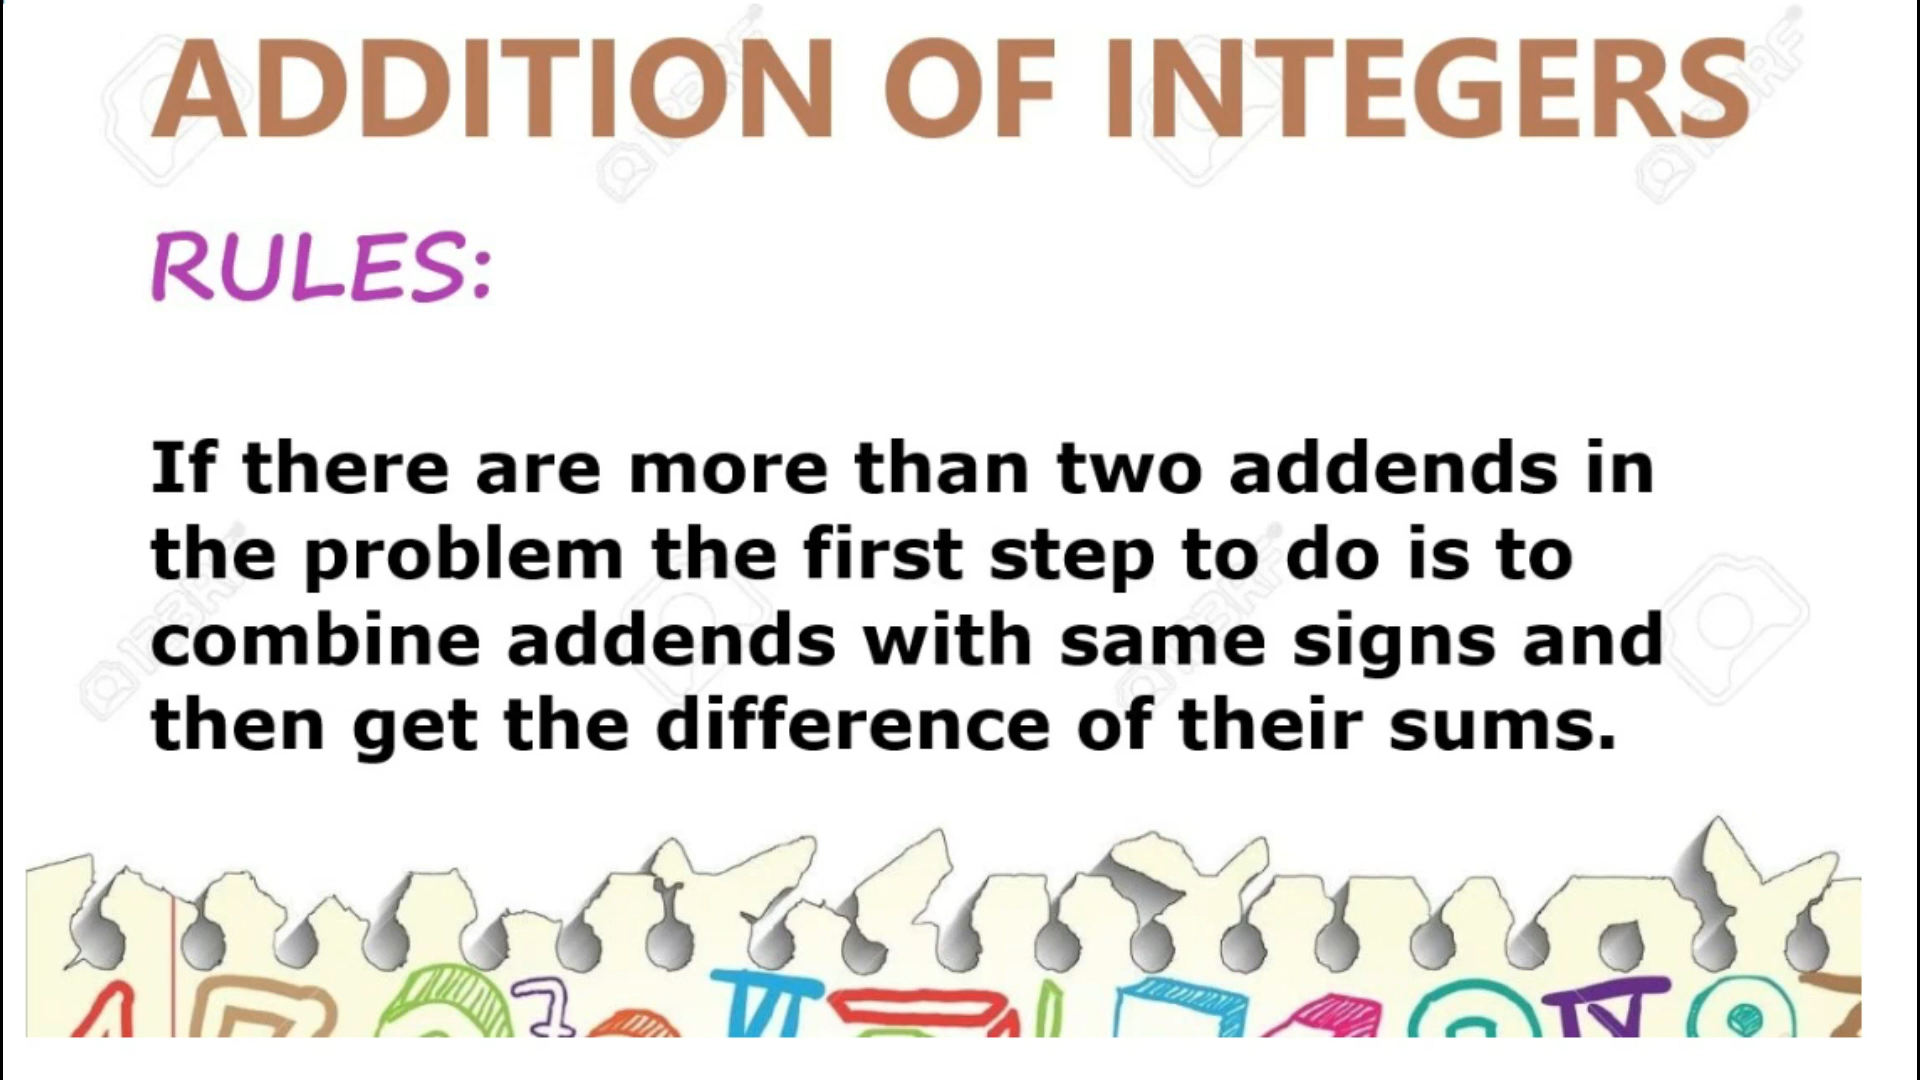 ADDITION OF INTEGERS
RULES:
If there are more than two addends in
the problem the first step to do is to
combine addends with same signs and
then get the difference of their sums.